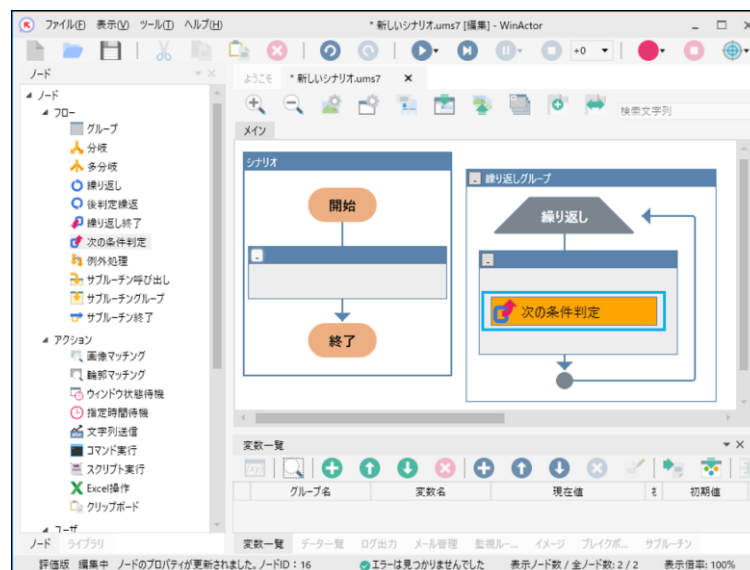 ファイル(F) 表示(V) ツール(T) ヘルプ(H) * 新しいシナリオ.ums7 [編集] - WinActor
+0
ノード
ようこそ * 新しいシナリオ.ums7
検索文字列
メイン
ノード
フロー
グループ
分岐
多分岐
繰り返し
後判定繰返
繰り返し終了
次の条件判定
例外処理
サブルーチン呼び出し
サブルーチングループ
サブルーチン終了
アクション
画像マッチング
輪郭マッチング
ウィンドウ状態待機
指定時間待機
文字列送信
コマンド実行
スクリプト実行
Excel操作
クリップボード
ユーザ
ノード ライブラリ
シナリオ
開始
終了
繰り返しグループ
繰り返し
次の条件判定
変数一覧
グループ名 変数名 現在値 初期値
変数一覧 データ一覧 ログ出力 メール管理 監視ルー... イメージ ブレイクポ... サブルーチン
評価版 編集中 ノードのプロパティが更新されました。ノードID：16 エラーは見つかりませんでした 表示ノード数 / 全ノード数: 2 / 2 表示倍率: 100%